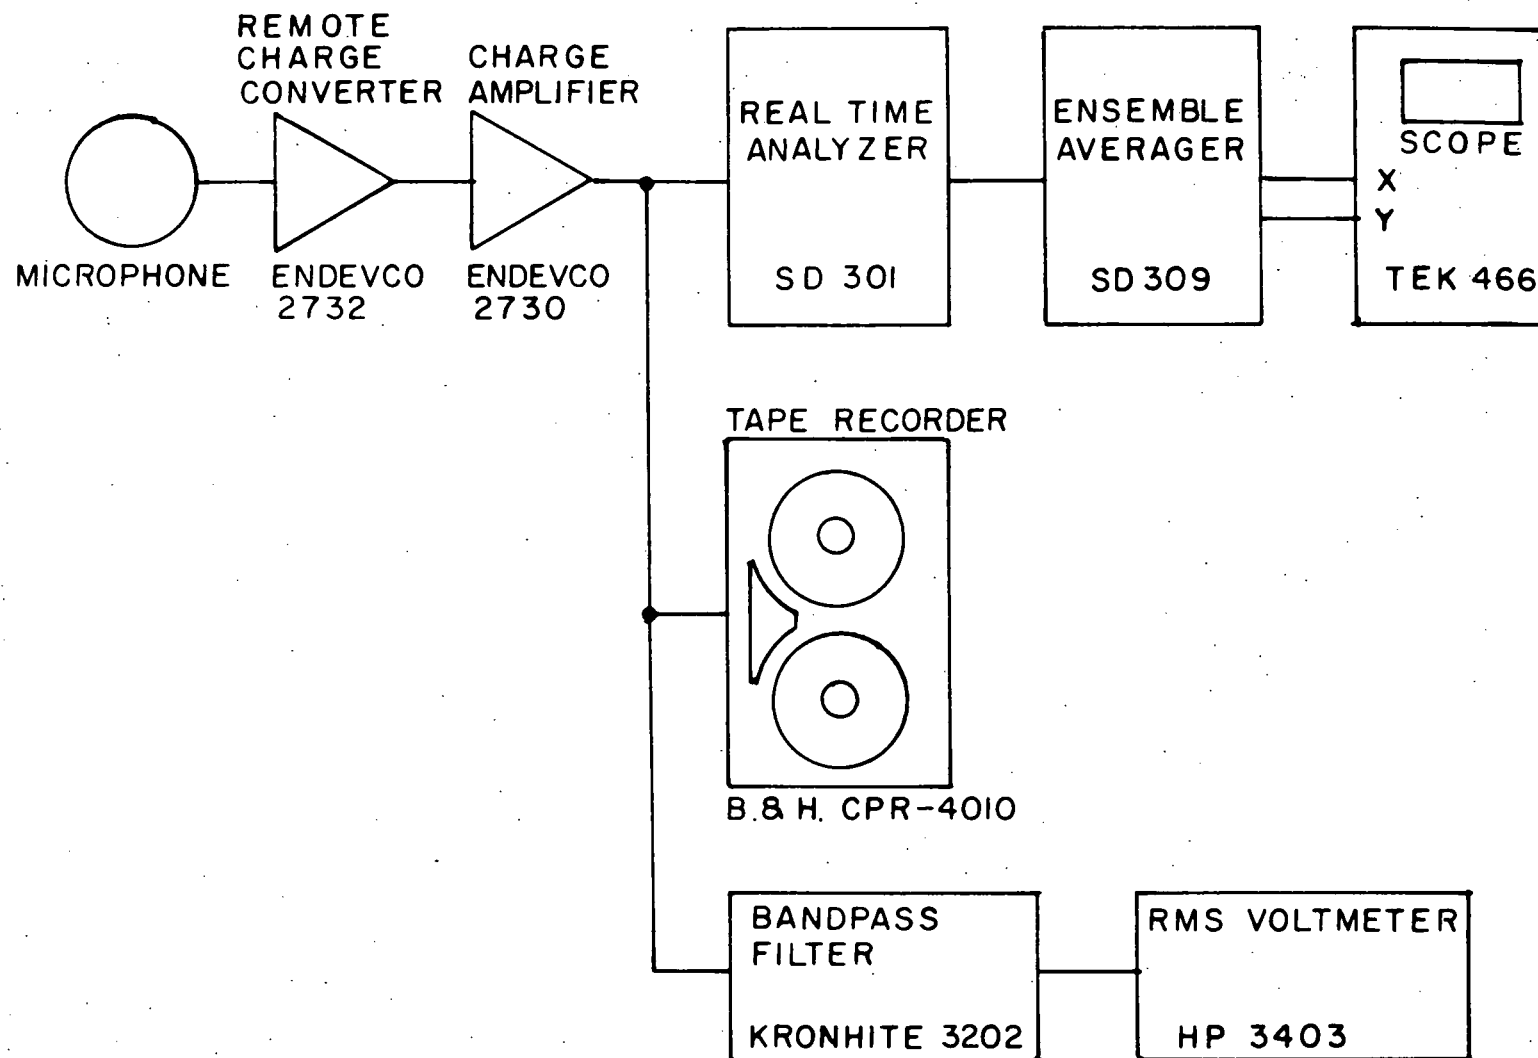 REMOTE
CHARGE
CONVERTER
CHARGE
AMPLIFIER
MICROPHONE
ENDEVCO
2732
ENDEVCO
2730
REAL TIME
ANALYZER
SD 301
ENSEMBLE
AVERAGER
SD 309
SCOPE
X
Y
TEK 466
TAPE RECORDER
B.& H. CPR-4010
BANDPASS
FILTER
KRONHITE 3202
RMS VOLTMETER
HP 3403